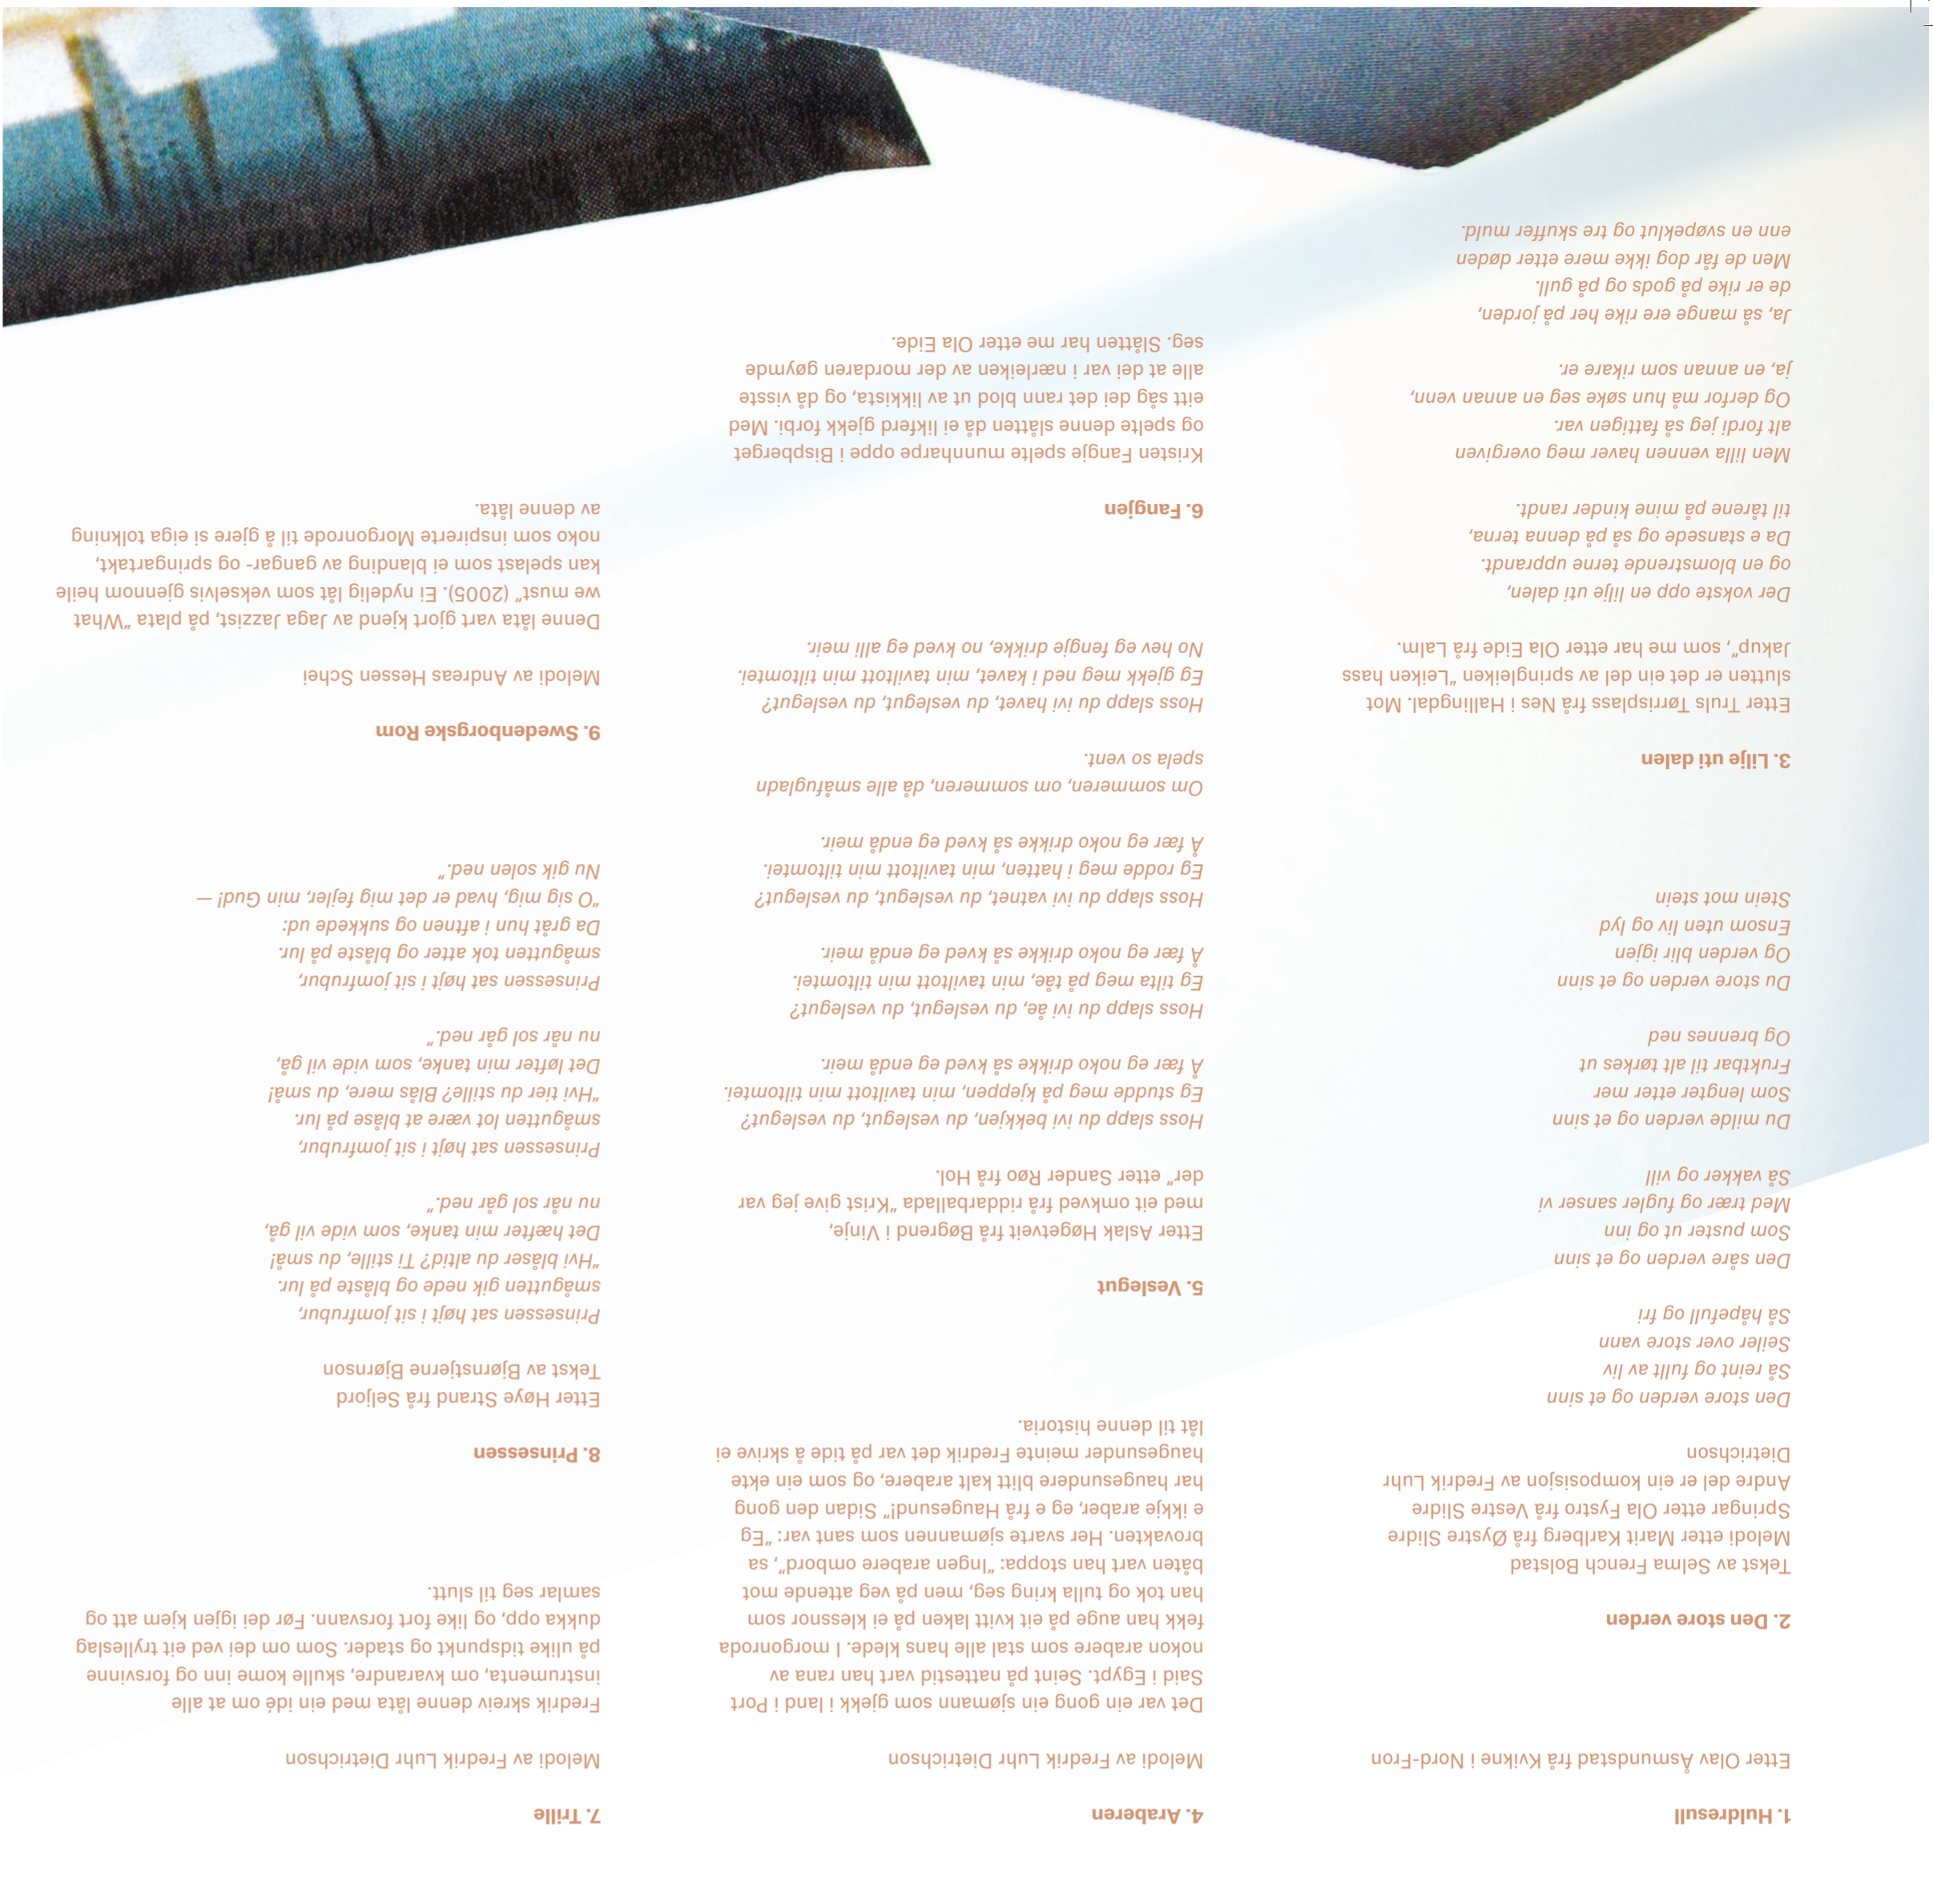 1. Huldresull

Etter Olav Åsmundstad frå Kvikne i Nord-Fron

2. Den store verden

Tekst av Selma French Bolstad
Melodi etter Marit Karlberg frå Øystre Slidre
Springar etter Ola Fystro frå Vestre Slidre
Andre del er ein komposisjon av Fredrik Luhr
Dietrichson

Den store verden og et sinn
Så reint og fullt av liv
Seiler over store vann
Så håpefull og fri

Den såre verden og et sinn
Som puster ut og inn
Med trær og fugler sanser vi
Så vakker og vill

Du milde verden og et sinn
Som lengter etter mer
Fruktbar til alt tørkes ut
Og brennes ned

Du store verden og et sinn
Og verden blir igjen
Ensom uten liv og lyd
Stein mot stein

3. Lilje uti dalen

Etter Truls Tørrisplass frå Nes i Hallingdal. Mot
slutten er det ein del av springleiken "Leiken hass
Jakup", som me har etter Ola Eide frå Lalm.

Der vokste opp en lilje uti dalen,
og en blomstrende terne upprandt.
Da e stansede og så på denna terna,
til tårene på mine kinder randt.

Men lilla vennen haver meg overgiven
alt fordi jeg så fattigen var.
Og derfor må hun søke seg en annan venn,
ja, en annan som rikare er.

Ja, så mange ere rike her på jorden,
de er rike på gods og på gull.
Men de får dog ikke mere etter døden
enn en svøpeklut og tre skuffer muld.

4. Araberen

Melodi av Fredrik Luhr Dietrichson

Det var ein gong ein sjømann som gjekk i land i Port
Said i Egypt. Seint på nattestid vart han rana av
nokon arabere som stal alle hans klede. I morgonroda
fekk han auge på eit kvitt laken på ei klessnor som
han tok og tulla kring seg, men på veg attende mot
båten vart han stoppa: "Ingen arabere ombord", sa
brovakten. Her svarte sjømannen som sant var: "Eg
e ikkje araber, eg e frå Haugesund!" Sidan den gong
har haugesundere blitt kalt arabere, og som ein ekte
haugesunder meinte Fredrik det var på tide å skrive ei
låt til denne historia.

5. Veslegut

Etter Aslak Høgetveit frå Bøgrend i Vinje,
med eit omkved frå riddarballada "Krist give jeg var
der" etter Sander Røo frå Hol.

Hoss slapp du ivi bekkjen, du veslegut, du veslegut?
Eg studde meg på kjeppen, min taviltott min tiltomtei.
Å fær eg noko drikke så kved eg endå meir.

Hoss slapp du ivi åe, du veslegut, du veslegut?
Eg tilta meg på tåe, min taviltott min tiltomtei.
Å fær eg noko drikke så kved eg endå meir.

Hoss slapp du ivi vatnet, du veslegut, du veslegut?
Eg rodde meg i hatten, min taviltott min tiltomtei.
Å fær eg noko drikke så kved eg endå meir.

Om sommeren, om sommeren, då alle småfugladn
spela so vent.

Hoss slapp du ivi havet, du veslegut, du veslegut?
Eg gjekk meg ned i kavet, min taviltott min tiltomtei.
No hev eg fengje drikke, no kved eg alli meir.

6. Fangjen

Kristen Fangje spelte munnharpe oppe i Bispberget
og spelte denne slåtten då ei likferd gjekk forbi. Med
eitt såg dei det rann blod ut av likkista, og då visste
alle at dei var i nærleiken av der mordaren gøymde
seg. Slåtten har me etter Ola Eide.

7. Trille

Melodi av Fredrik Luhr Dietrichson

Fredrik skreiv denne låta med ein idé om at alle
instrumenta, om kvarandre, skulle kome inn og forsvinne
på ulike tidspunkt og stader. Som om dei ved eit trylleslag
dukka opp, og like fort forsvann. Før dei igjen kjem att og
samlar seg til slutt.

8. Prinsessen

Etter Høye Strand frå Seljord
Tekst av Bjørnstjerne Bjørnson

Prinsessen sat højt i sit jomfrubur,
smågutten gik nede og blåste på lur.
"Hvi blåser du altid? Ti stille, du små!
Det hæfter min tanke, som vide vil gå,
nu når sol går ned."

Prinsessen sat højt i sit jomfrubur,
smågutten lot være at blåse på lur.
"Hvi tier du stille? Blås mere, du små!
Det løfter min tanke, som vide vil gå,
nu når sol går ned."

Prinsessen sat højt i sit jomfrubur,
smågutten tok atter og blåste på lur.
Da gråt hun i aftnen og sukkede ud:
"O sig mig, hvad er det mig fejler, min Gud! —
Nu gik solen ned."

9. Swedenborgske Rom

Melodi av Andreas Hessen Schei

Denne låta vart gjort kjend av Jaga Jazzist, på plata "What
we must" (2005). Ei nydelig låt som vekselvis gjennom heile
kan spelast som ei blanding av gangar- og springartakt,
noko som inspirerte Morgonrode til å gjere si eiga tolkning
av denne låta.